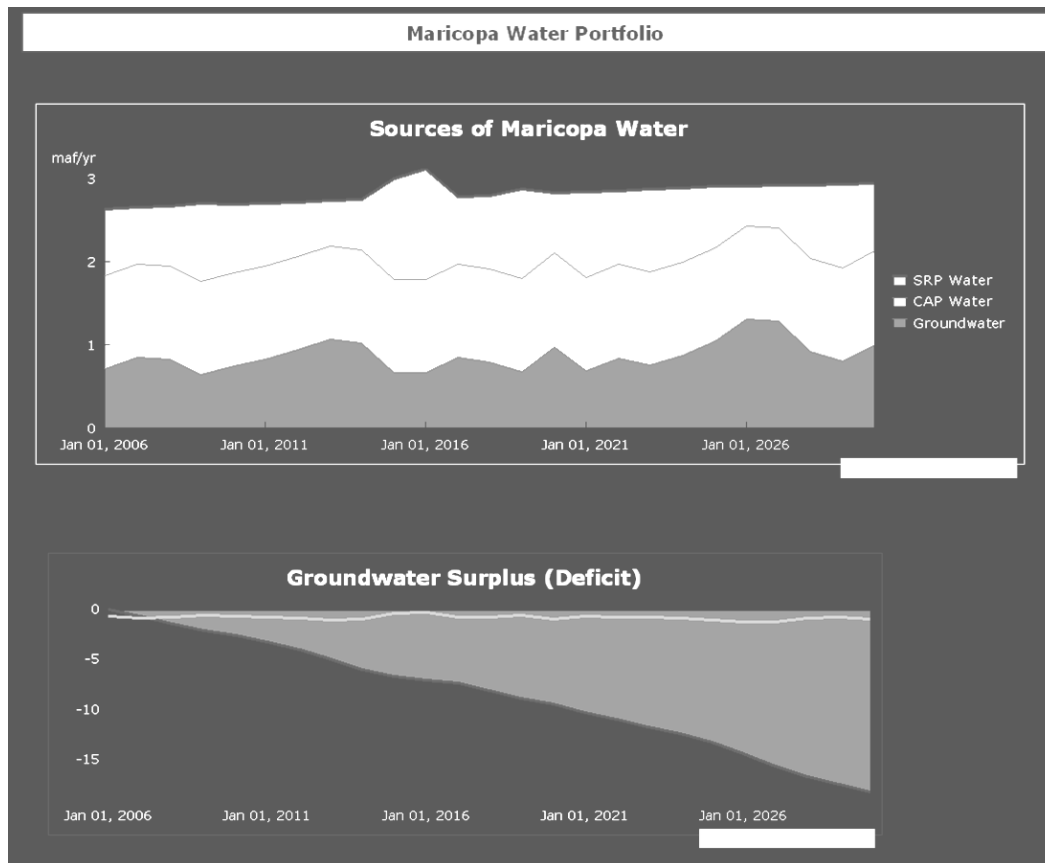 Maricopa Water Portfolio
Sources of Maricopa Water
maf/yr
3
2
1
0
Jan 01, 2006 Jan 01, 2011 Jan 01, 2016 Jan 01, 2021 Jan 01, 2026
SRP Water
CAP Water
Groundwater
Groundwater Surplus (Deficit)
0
-5
-10
-15
Jan 01, 2006 Jan 01, 2011 Jan 01, 2016 Jan 01, 2021 Jan 01, 2026